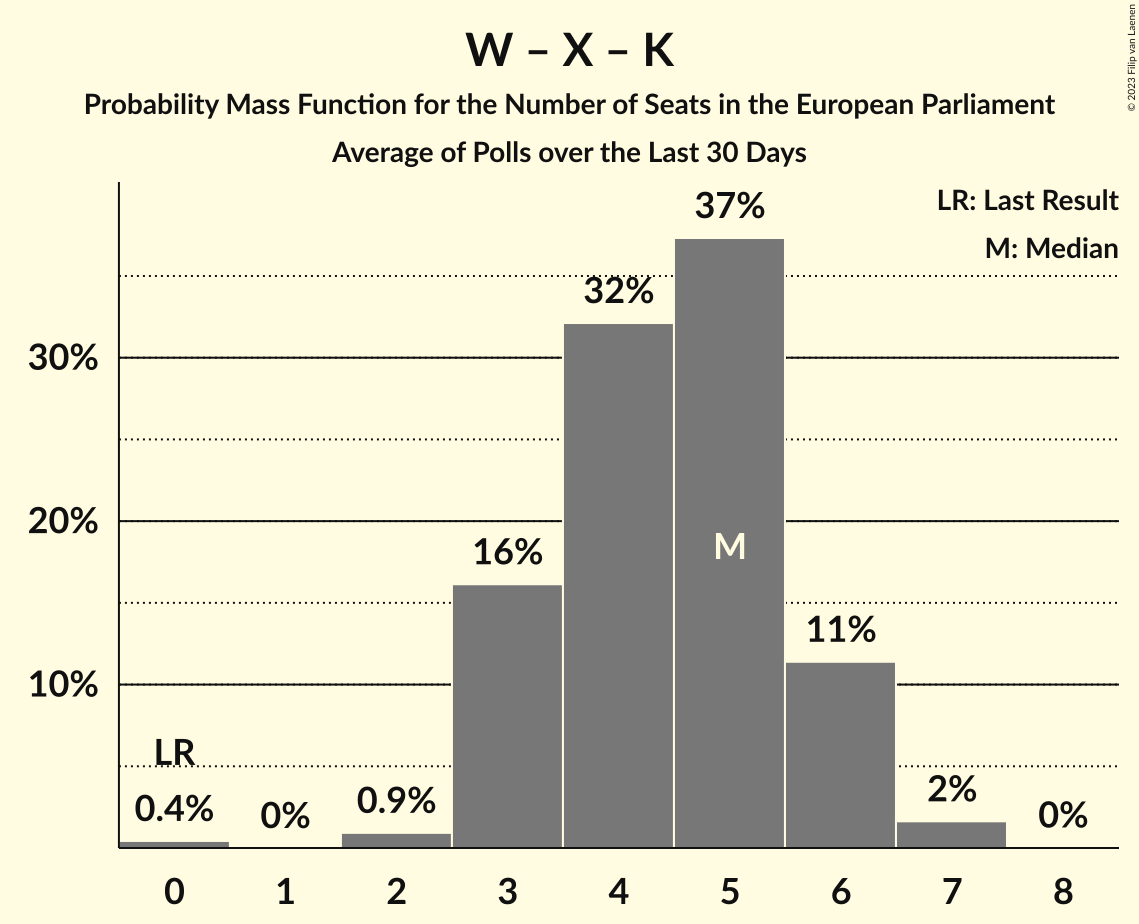 W – X – K
Probability Mass Function for the Number of Seats in the European Parliament
Average of Polls over the Last 30 Days
© 2023 Filip van Laenen
LR: Last Result
M: Median
37%
32%
30%
20%
16%
M
11%
10%
LR
0.4%
0%
0.9%
2%
0%
0 1 2 3 4 5 6 7 8